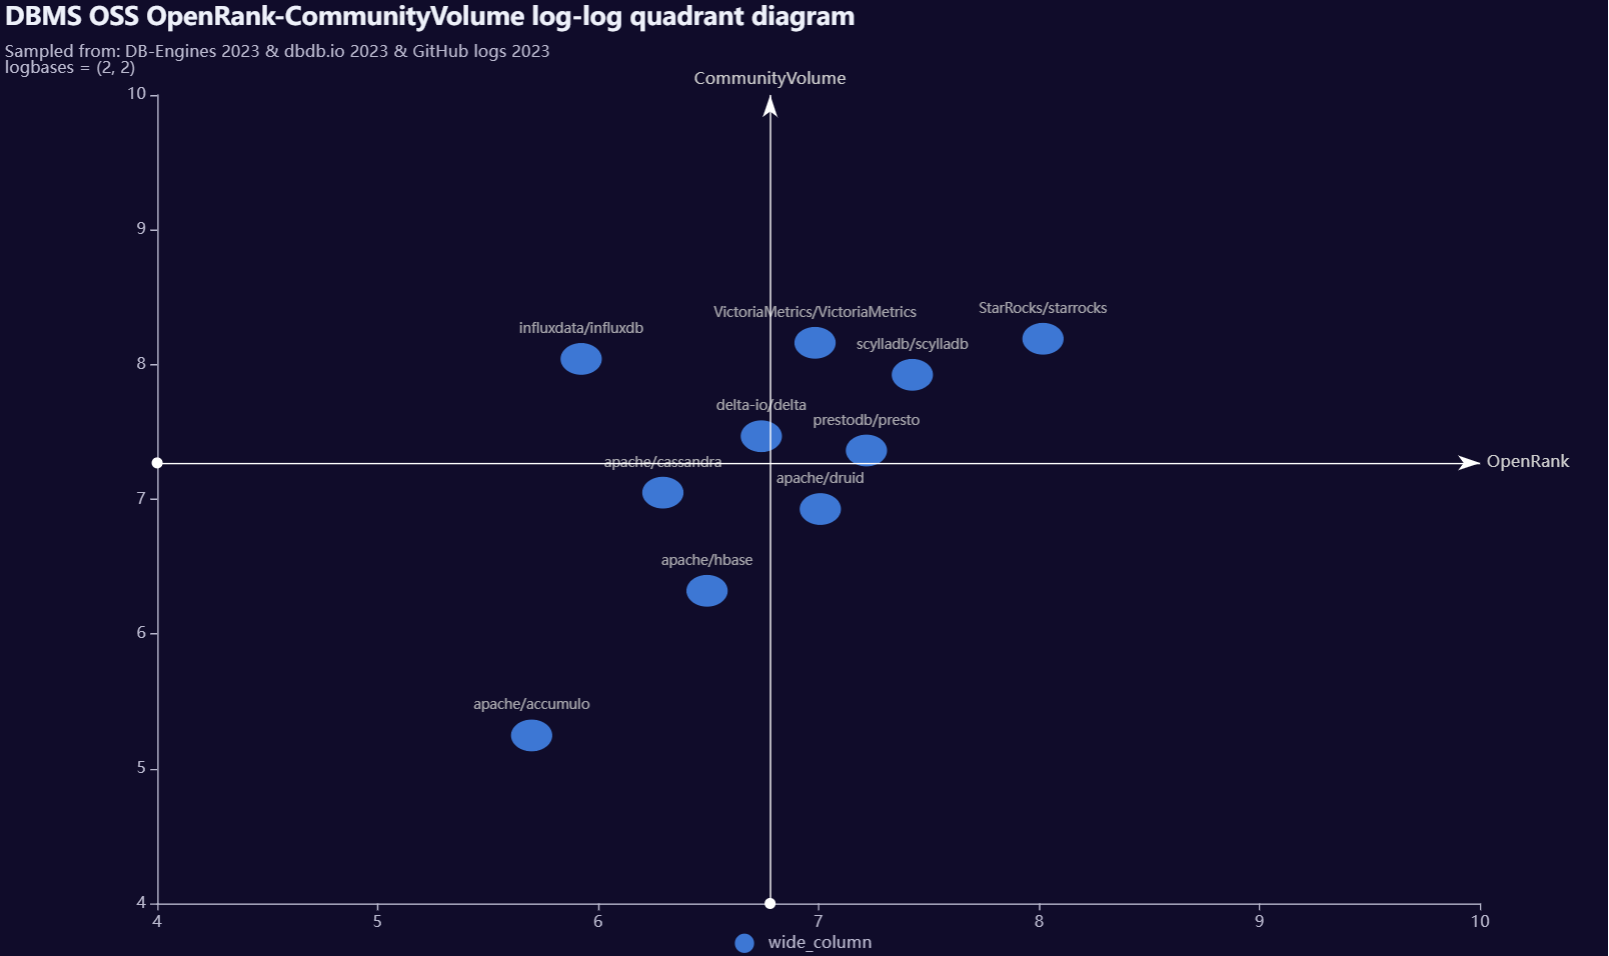 DBMS OSS OpenRank-CommunityVolume log-log quadrant diagram
Sampled from: DB-Engines 2023 & dbdb.io 2023 & GitHub logs 2023
logbases = (2, 2)
CommunityVolume
10
9
VictoriaMetrics/VictoriaMetrics
StarRocks/starrocks
influxdata/influxdb
scylladb/scylladb
8
delta-io/delta
prestodb/presto
apache/cassandra
OpenRank
apache/druid
7
apache/hbase
6
apache/accumulo
5
4
4 5 6 7 8 9 10
wide_column